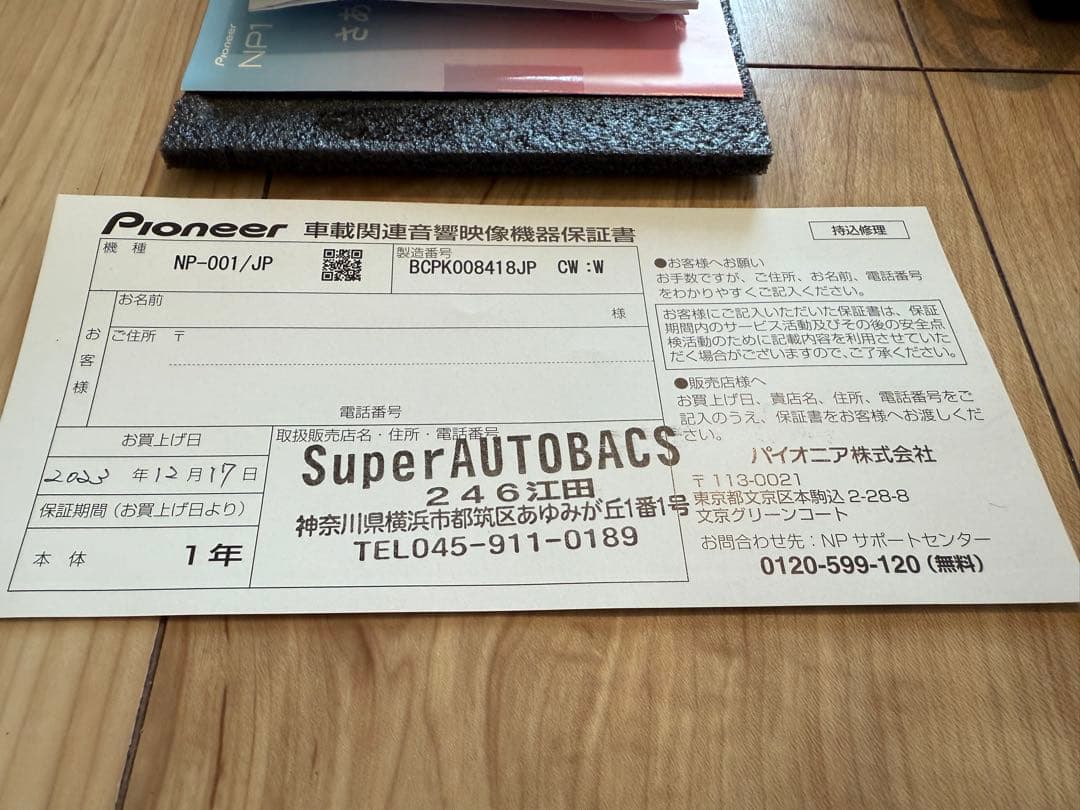 Pioneer
NP1
さあ
Pioneer 車載関連音響映像機器保証書
持込修理
機種
NP-001/JP
製造番号
BCPK008418JP CW:W
お客様
お名前
様
ご住所 〒
電話番号
お買上げ日
2023 年 12 月 17 日
保証期間(お買上げ日より)
本体 1年
取扱販売店名・住所・電話番号
SuperAUTOBACS
246江田
神奈川県横浜市都筑区あゆみが丘1番1号
TEL045-911-0189
●お客様へお願い
お手数ですが、ご住所、お名前、電話番号
をわかりやすくご記入ください。
お客様にご記入いただいた保証書は、保証
期間内のサービス活動及びその後の安全点
検活動のために記載内容を利用させていた
だく場合がございますので、ご了承ください。
●販売店様へ
お買上げ日、貴店名、住所、電話番号をご
記入のうえ、保証書をお客様へお渡しくだ
さい。
パイオニア株式会社
〒113-0021
東京都文京区本駒込2-28-8
文京グリーンコート
お問合わせ先:NPサポートセンター
0120-599-120(無料)